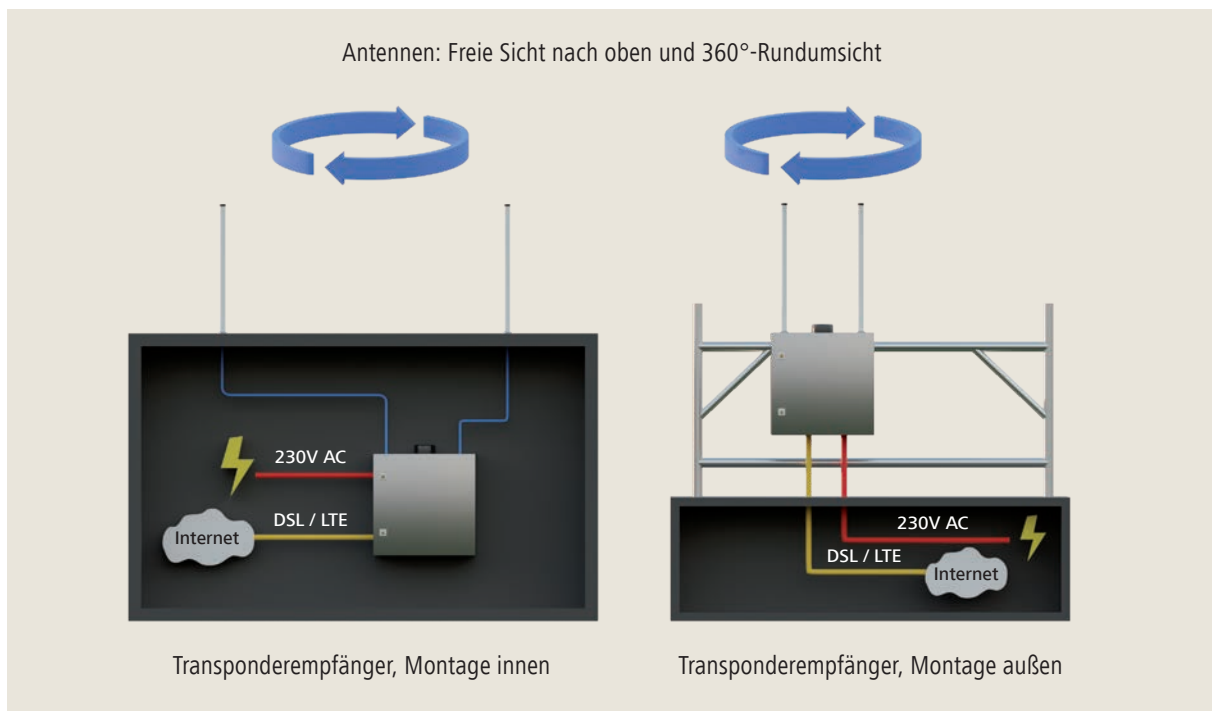 Antennen: Freie Sicht nach oben und 360°-Rundumsicht
230V AC
DSL / LTE
Internet
230V AC
DSL / LTE
Internet
Transponderempfänger, Montage innen
Transponderempfänger, Montage außen